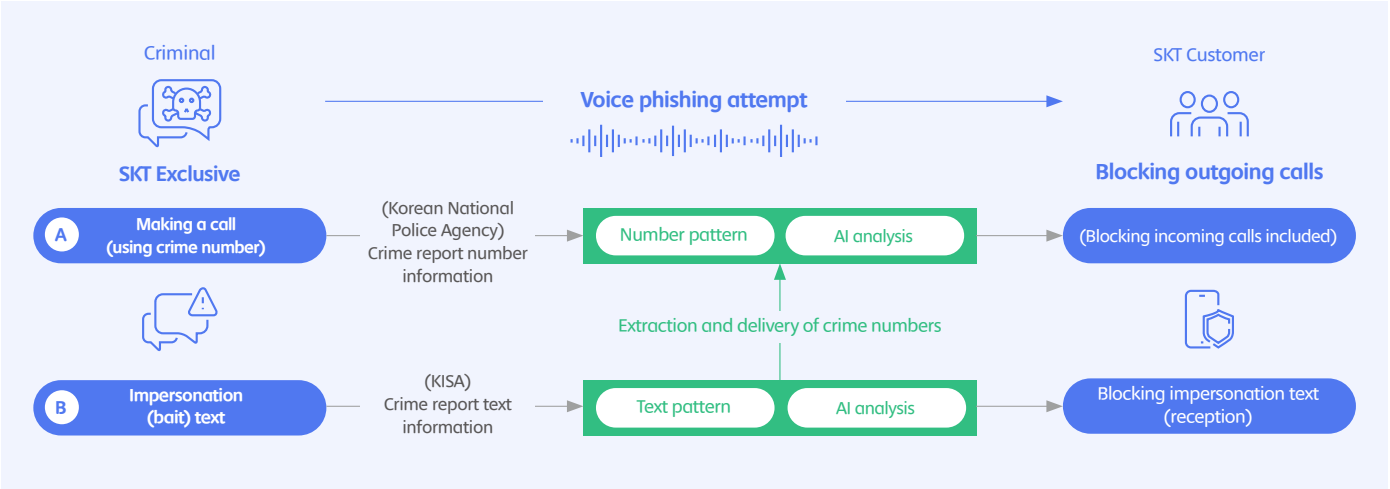 Criminal
SKT Customer
Voice phishing attempt
SKT Exclusive
Blocking outgoing calls
A
Making a call
(using crime number)
(Korean National
Police Agency)
Crime report number
information
Number pattern
AI analysis
(Blocking incoming calls included)
Extraction and delivery of crime numbers
B
Impersonation
(bait) text
(KISA)
Crime report text
information
Text pattern
AI analysis
Blocking impersonation text
(reception)